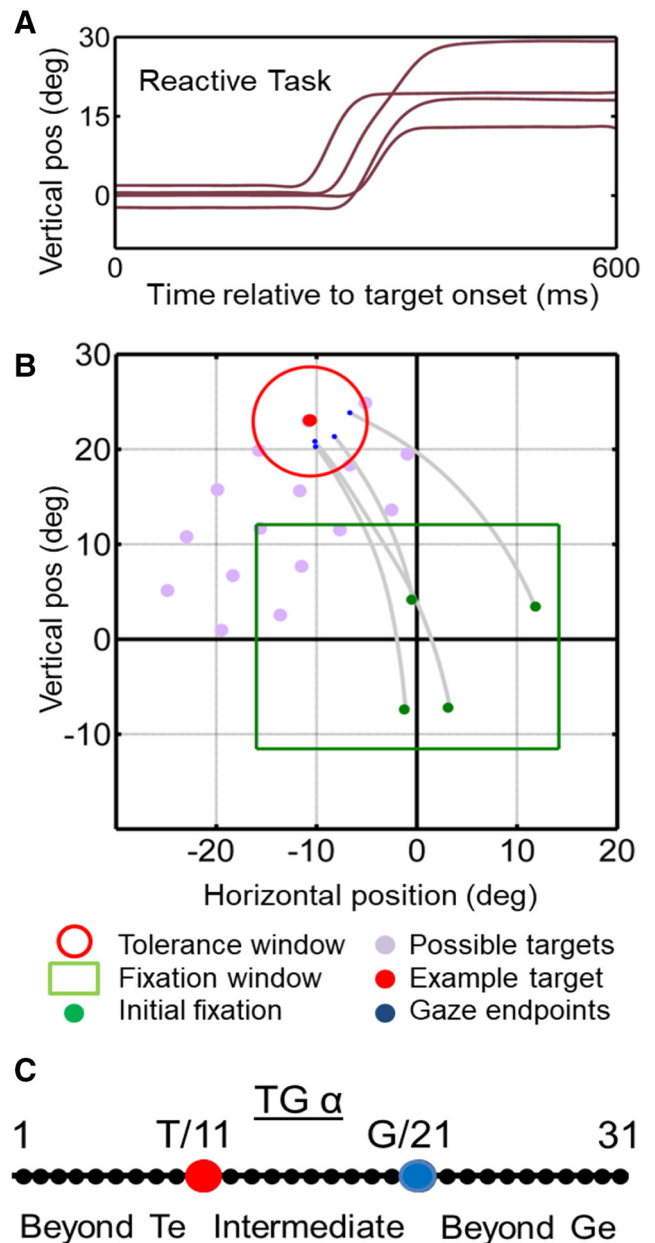 A
30
15
0
Vertical pos (deg)
Reactive Task
0
600
Time relative to target onset (ms)
B
30
20
10
0
-10
Vertical pos (deg)
-20 -10 0 10 20
Horizontal position (deg)
Tolerance window
Possible targets
Fixation window
Example target
Initial fixation
Gaze endpoints
C
TG α
1 T/11 G/21 31
Beyond Te Intermediate Beyond Ge